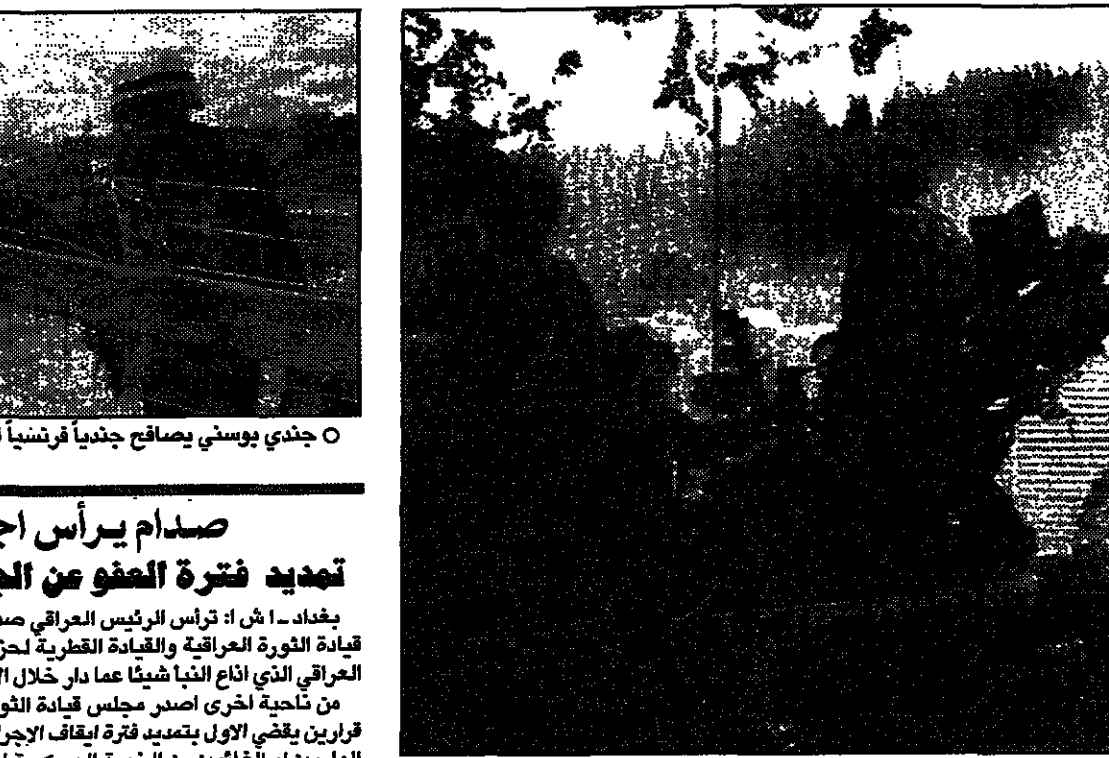 ○ جندي بوسني يصافح جندياً فرنسياً
صدام يرأس اج
تمديد فترة العفو عن الج
بغداد ـ ا ش ا: ترأس الرئيس العراقي صد
قيادة الثورة العراقية والقيادة القطرية لحز
العراقي الذي اذاع النبأ شيئا عما دار خلال ال
من ناحية اخرى اصدر مجلس قيادة الثو
قرارين يقضي الاول بتمديد فترة ايقاف الاجر